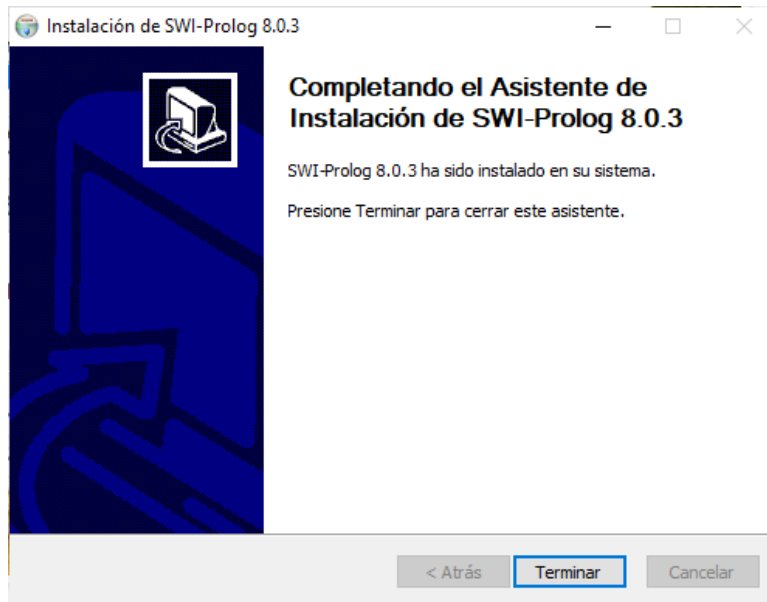 Instalación de SWI-Prolog 8.0.3
Completando el Asistente de
Instalación de SWI-Prolog 8.0.3
SWI-Prolog 8.0.3 ha sido instalado en su sistema.
Presione Terminar para cerrar este asistente.
< Atrás Terminar Cancelar